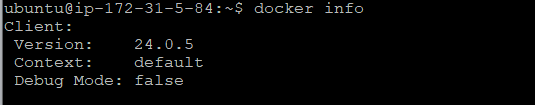 ubuntu@ip-172-31-5-84:~$ docker info
Client:
 Version:    24.0.5
 Context:    default
 Debug Mode: false